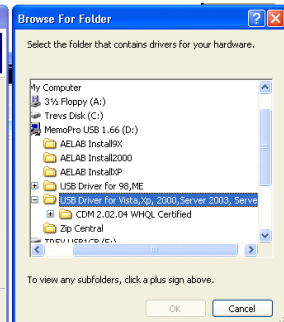 Browse For Folder
Select the folder that contains drivers for your hardware.
My Computer
3½ Floppy (A:)
Trevs Disk (C:)
MemoPro USB 1.66 (D:)
AELAB Install9X
AELAB Install2000
AELAB InstallXP
USB Driver for 98,ME
USB Driver for Vista,Xp, 2000,Server 2003, Serve
CDM 2.02.04 WHQL Certified
Zip Central
TREV USB1GB (E:)
To view any subfolders, click a plus sign above.
OK
Cancel